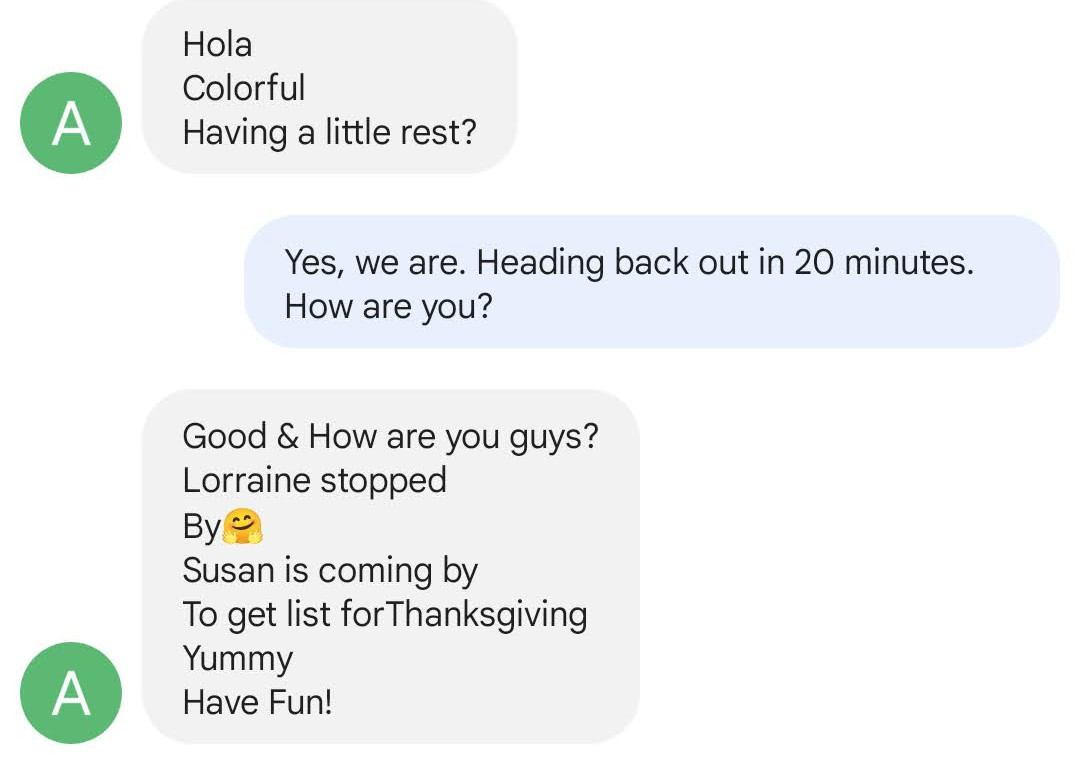 Hola
Colorful
A
Having a little rest?
Yes, we are. Heading back out in 20 minutes.
How are you?
Good & How are you guys?
Lorraine stopped
By🤗
Susan is coming by
To get list forThanksgiving
Yummy
A
Have Fun!